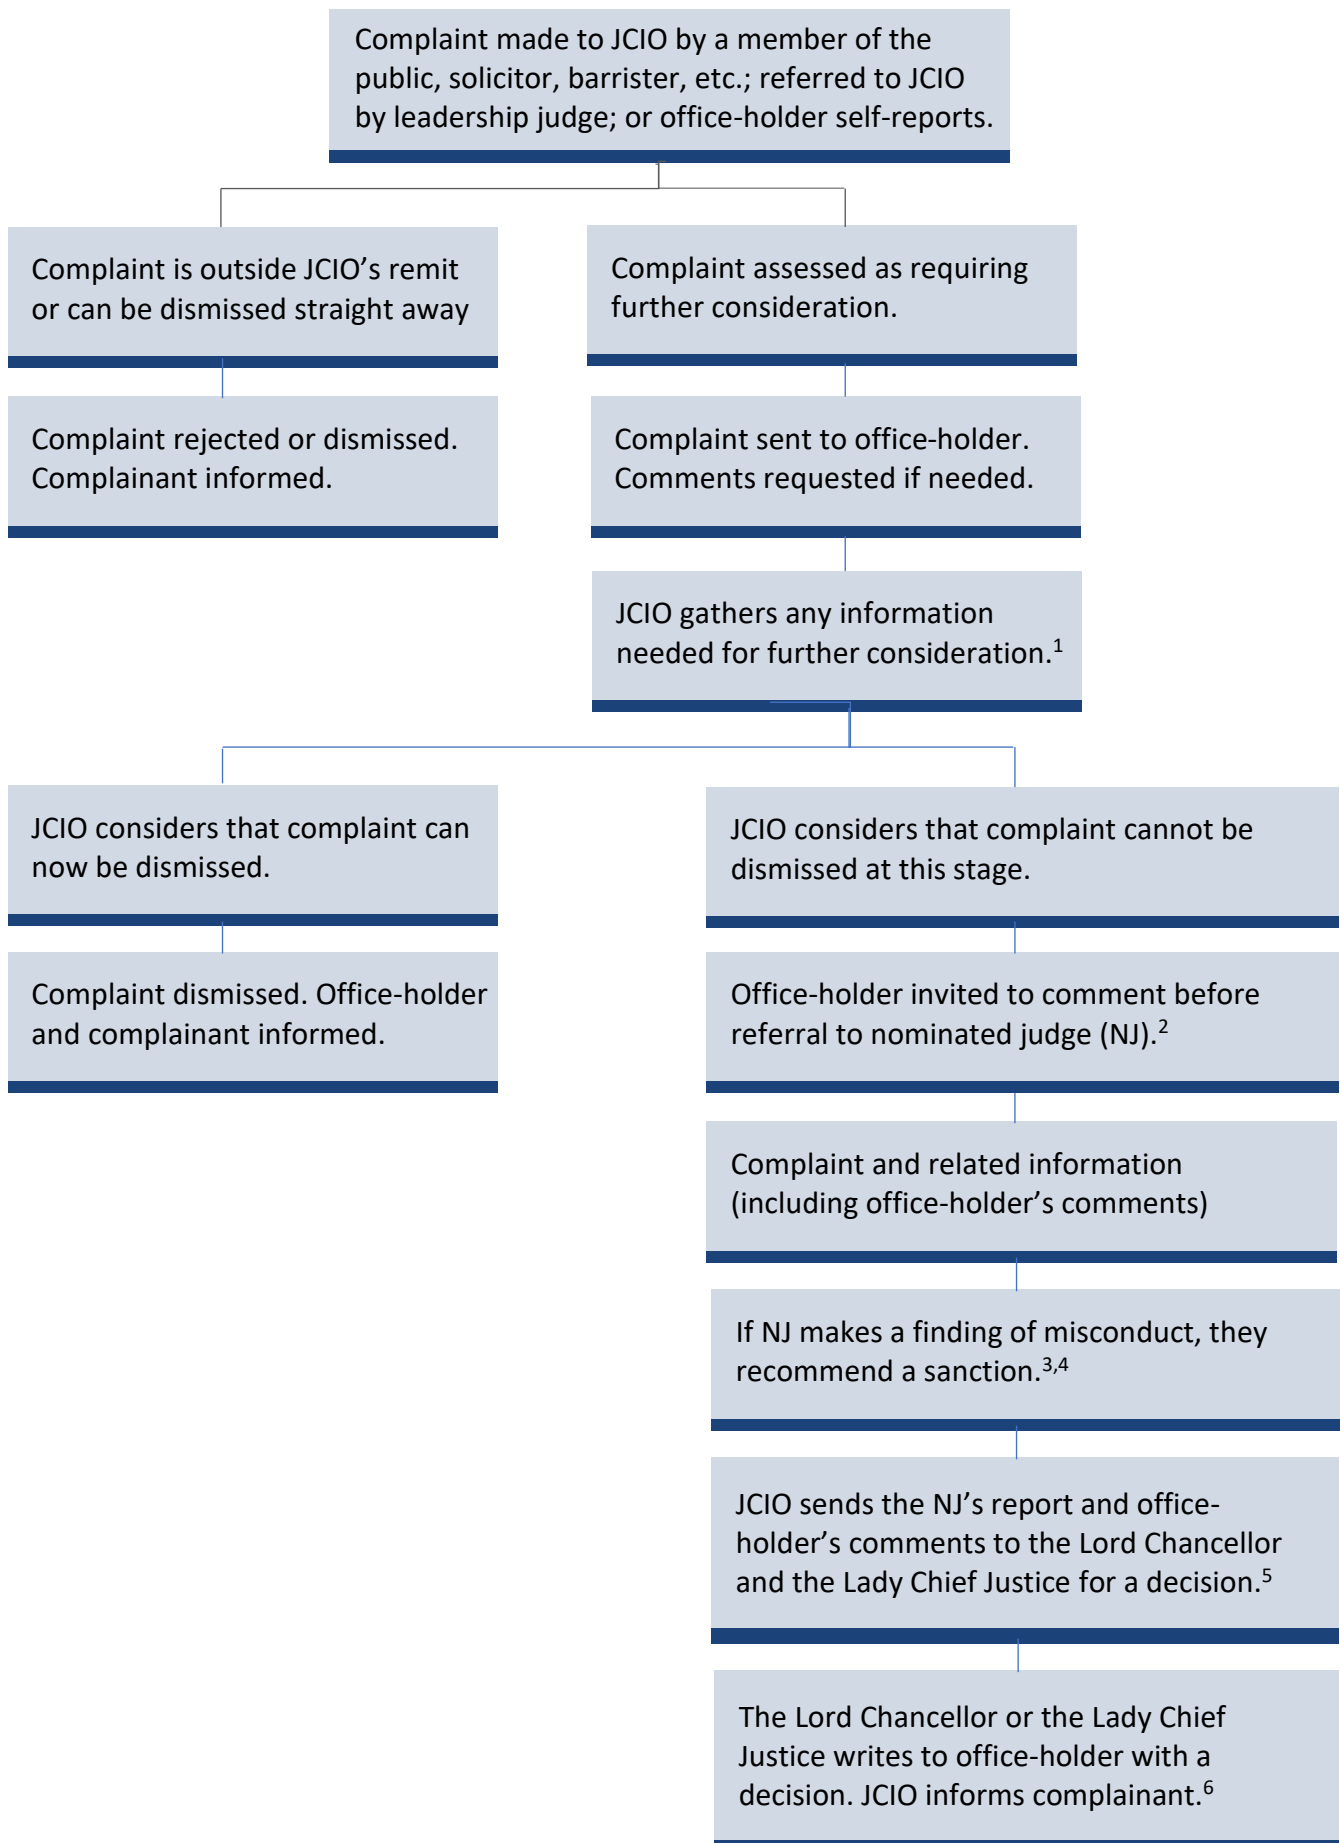 Complaint made to JCIO by a member of the
public, solicitor, barrister, etc.; referred to JCIO
by leadership judge; or office-holder self-reports.
Complaint is outside JCIO’s remit
or can be dismissed straight away
Complaint assessed as requiring
further consideration.
Complaint rejected or dismissed.
Complainant informed.
Complaint sent to office-holder.
Comments requested if needed.
JCIO gathers any information
needed for further consideration.1
JCIO considers that complaint can
now be dismissed.
JCIO considers that complaint cannot be
dismissed at this stage.
Complaint dismissed. Office-holder
and complainant informed.
Office-holder invited to comment before
referral to nominated judge (NJ).2
Complaint and related information
(including office-holder’s comments)
If NJ makes a finding of misconduct, they
recommend a sanction.3,4
JCIO sends the NJ’s report and office-
holder’s comments to the Lord Chancellor
and the Lady Chief Justice for a decision.5
The Lord Chancellor or the Lady Chief
Justice writes to office-holder with a
decision. JCIO informs complainant.6